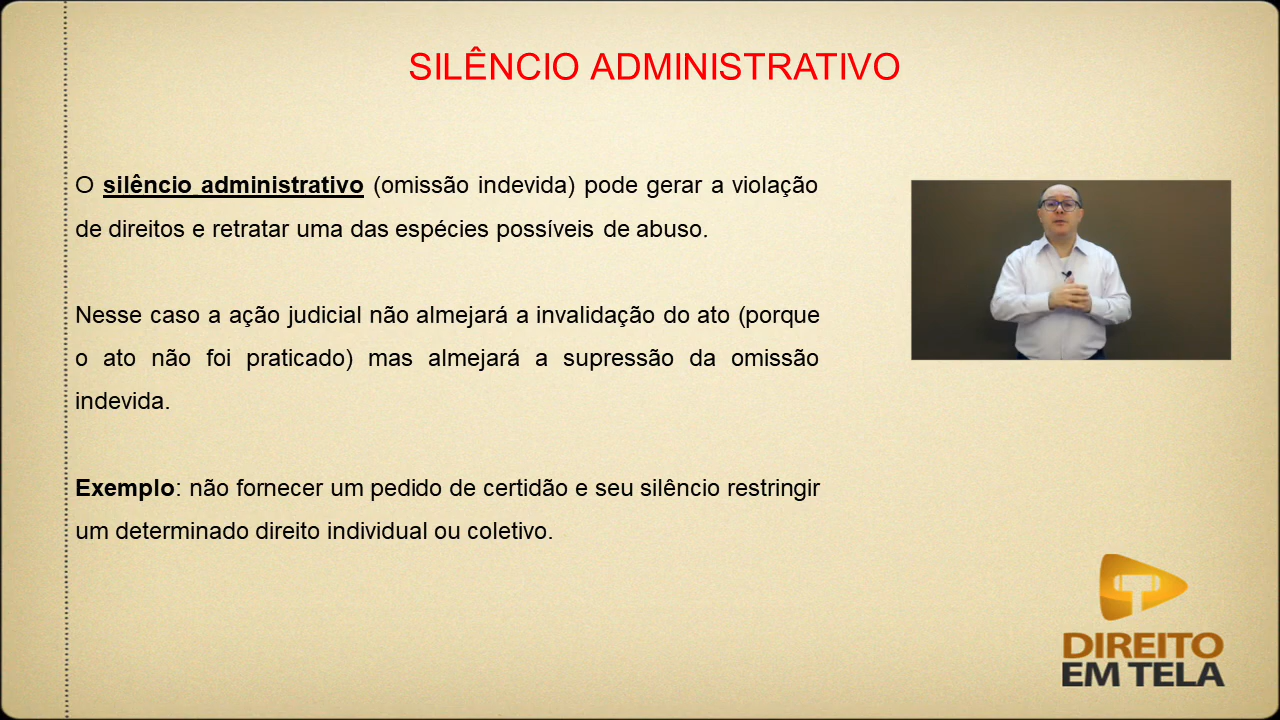 SILÊNCIO ADMINISTRATIVO
O silêncio administrativo (omissão indevida) pode gerar a violação
de direitos e retratar uma das espécies possíveis de abuso.
Nesse caso a ação judicial não almejará a invalidação do ato (porque
o ato não foi praticado) mas almejará a supressão da omissão
indevida.
Exemplo: não fornecer um pedido de certidão e seu silêncio restringir
um determinado direito individual ou coletivo.
DIREITO
EM TELA